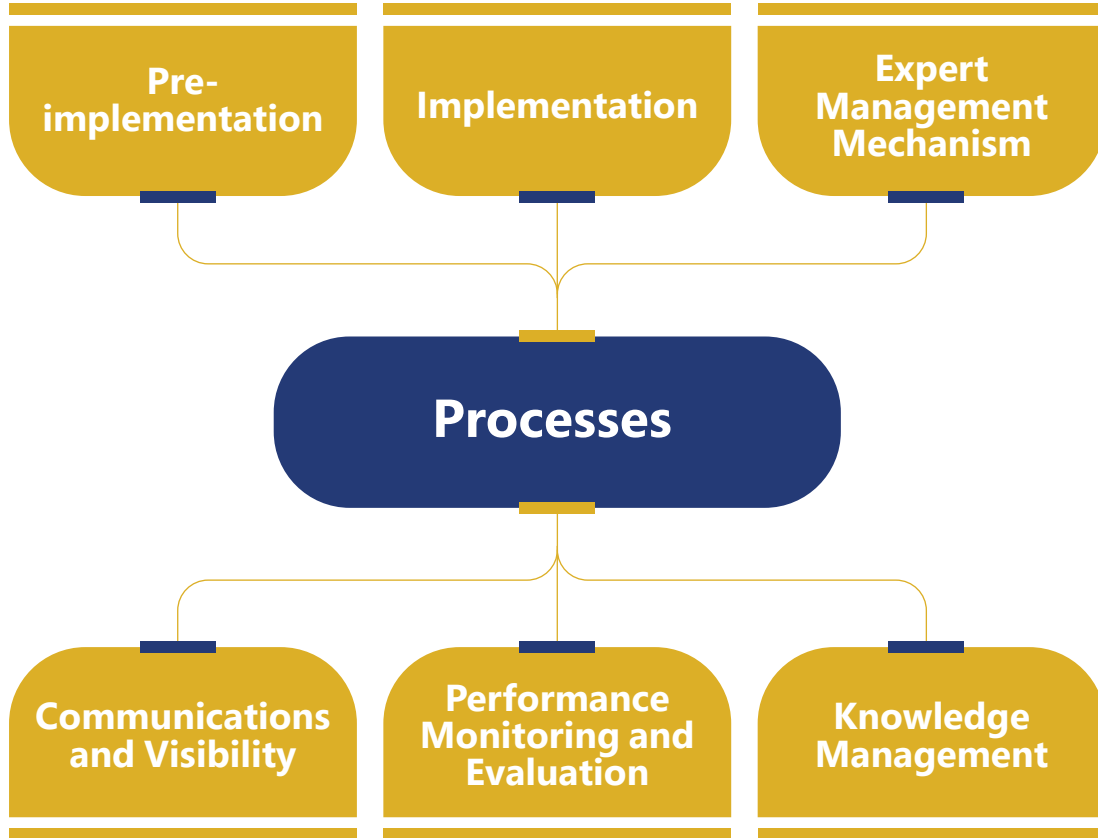 Pre-
implementation
Implementation
Expert
Management
Mechanism
Processes
Communications
and Visibility
Performance
Monitoring and
Evaluation
Knowledge
Management